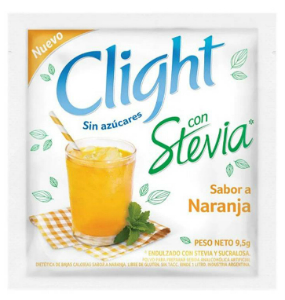 Nuevo
Clight
Sin azúcares
con
Stevia
Sabor a
Naranja
PESO NETO 9,5g
ENDULZADO CON STEVIA Y SUCRALOSA